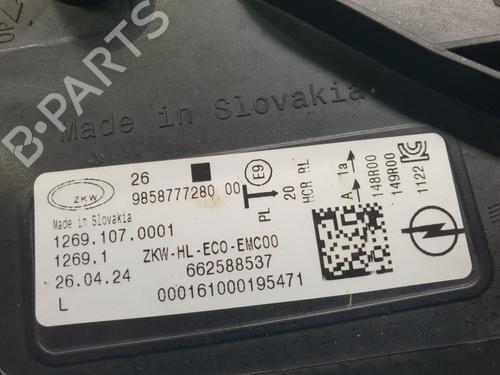 UP
Made in Slovakia
B-PARTS
ZKW
26
9858777280 00
E9
PL
20
HCR RL
A
1a
148R00
149R00
1122
Made in Slovakia
1269.107.0001
1269.1
ZKW-HL-ECO-EMC00
26.04.24
662588537
L
000161000195471